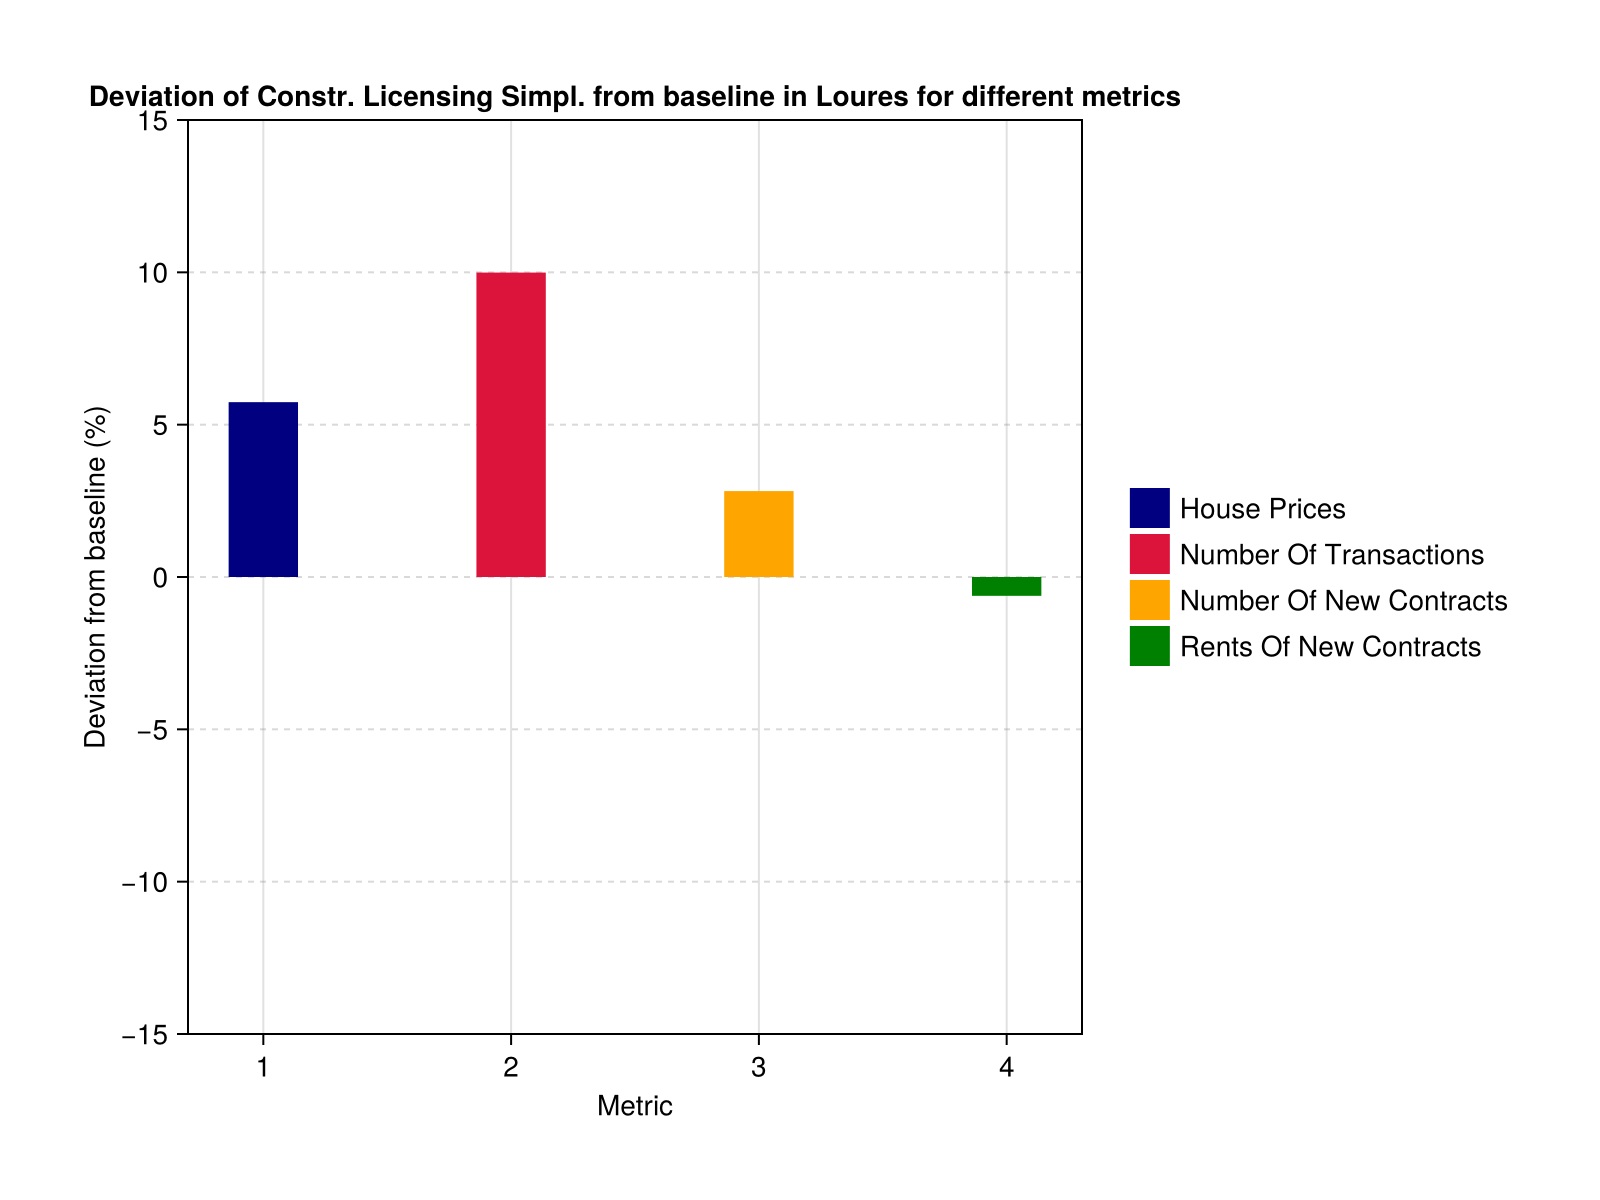 Deviation of Constr. Licensing Simpl. from baseline in Loures for different metrics
15
10
5
0
−5
−10
−15
Deviation from baseline (%)
1 2 3 4
Metric
House Prices
Number Of Transactions
Number Of New Contracts
Rents Of New Contracts